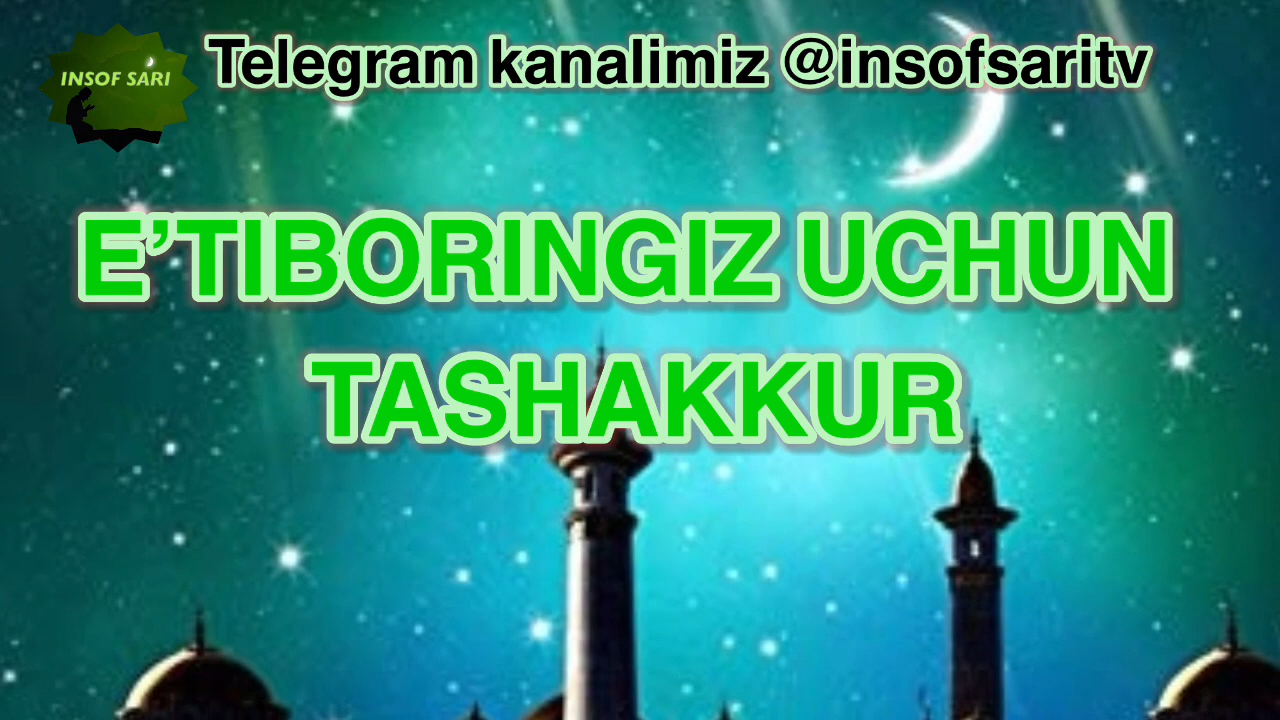 INSOF SARI
Telegram kanalimiz @insofsaritv
E’TIBORINGIZ UCHUN
TASHAKKUR